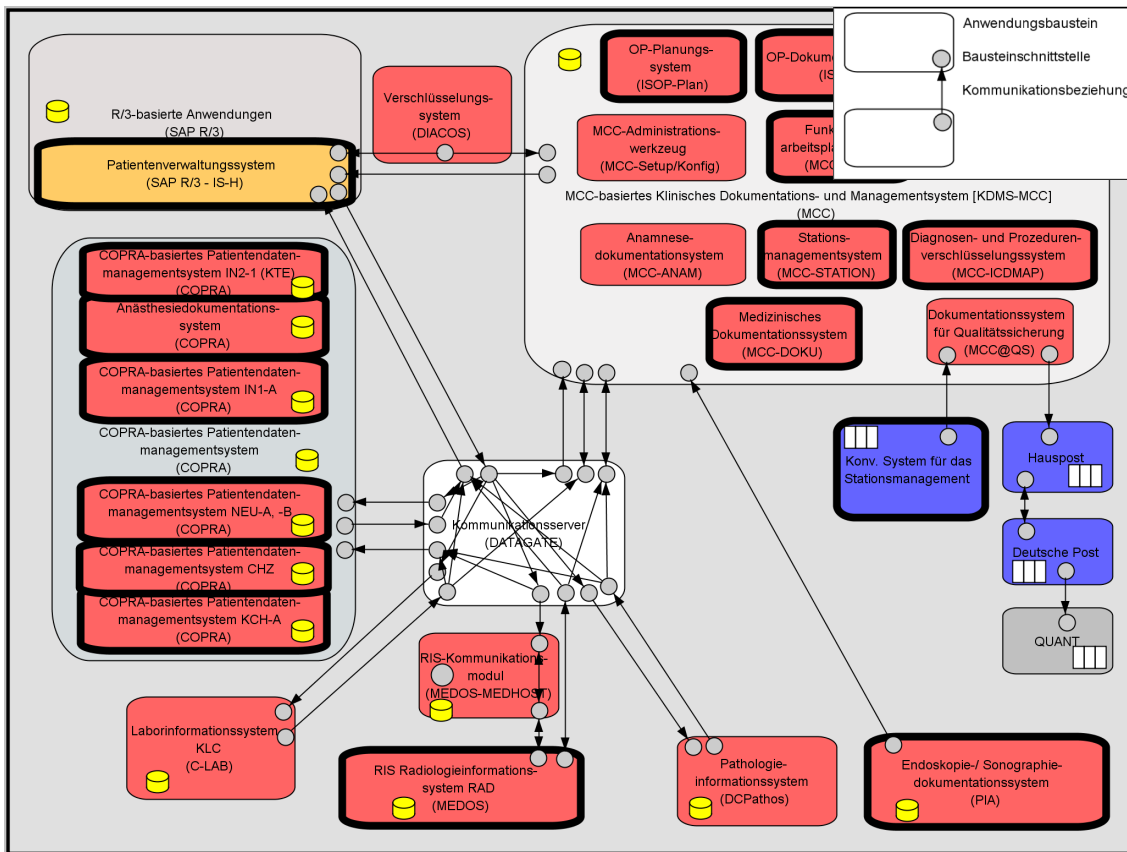 Anwendungsbaustein
Bausteinschnittstelle
Kommunikationsbeziehung
R/3-basierte Anwendungen
(SAP R/3)
Patientenverwaltungssystem
(SAP R/3 - IS-H)
Verschlüsselungs-
system
(DIACOS)
OP-Planungs-
system
(ISOP-Plan)
MCC-Administrations-
werkzeug
(MCC-Setup/Konfig)
MCC-basiertes Klinisches Dokumentations- und Managementsystem [KDMS-MCC]
(MCC)
Anamnese-
dokumentationsystem
(MCC-ANAM)
Stations-
managementsystem
(MCC-STATION)
Diagnosen- und Prozeduren-
verschlüsselungssystem
(MCC-ICDMAP)
Medizinisches
Dokumentationssystem
(MCC-DOKU)
Dokumentationssystem
für Qualitätssicherung
(MCC@QS)
COPRA-basiertes Patientendaten-
managementsystem IN2-1 (KTE)
(COPRA)
Anästhesiedokumentations-
system
(COPRA)
COPRA-basiertes Patientendaten-
managementsystem IN1-A
(COPRA)
COPRA-basiertes Patientendaten-
managementsystem
(COPRA)
COPRA-basiertes Patientendaten-
managementsystem NEU-A, -B
(COPRA)
COPRA-basiertes Patientendaten-
managementsystem CHZ
(COPRA)
COPRA-basiertes Patientendaten-
managementsystem KCH-A
(COPRA)
Kommunikationsserver
(DATAGATE)
Konv. System für das
Stationsmanagement
Hauspost
Deutsche Post
QUANT
RIS-Kommunikations-
modul
(MEDOS-MEDHOST)
Laborinformationssystem
KLC
(C-LAB)
RIS Radiologieinformations-
system RAD
(MEDOS)
Pathologie-
informationssystem
(DCPathos)
Endoskopie-/ Sonographie-
dokumentationssystem
(PIA)